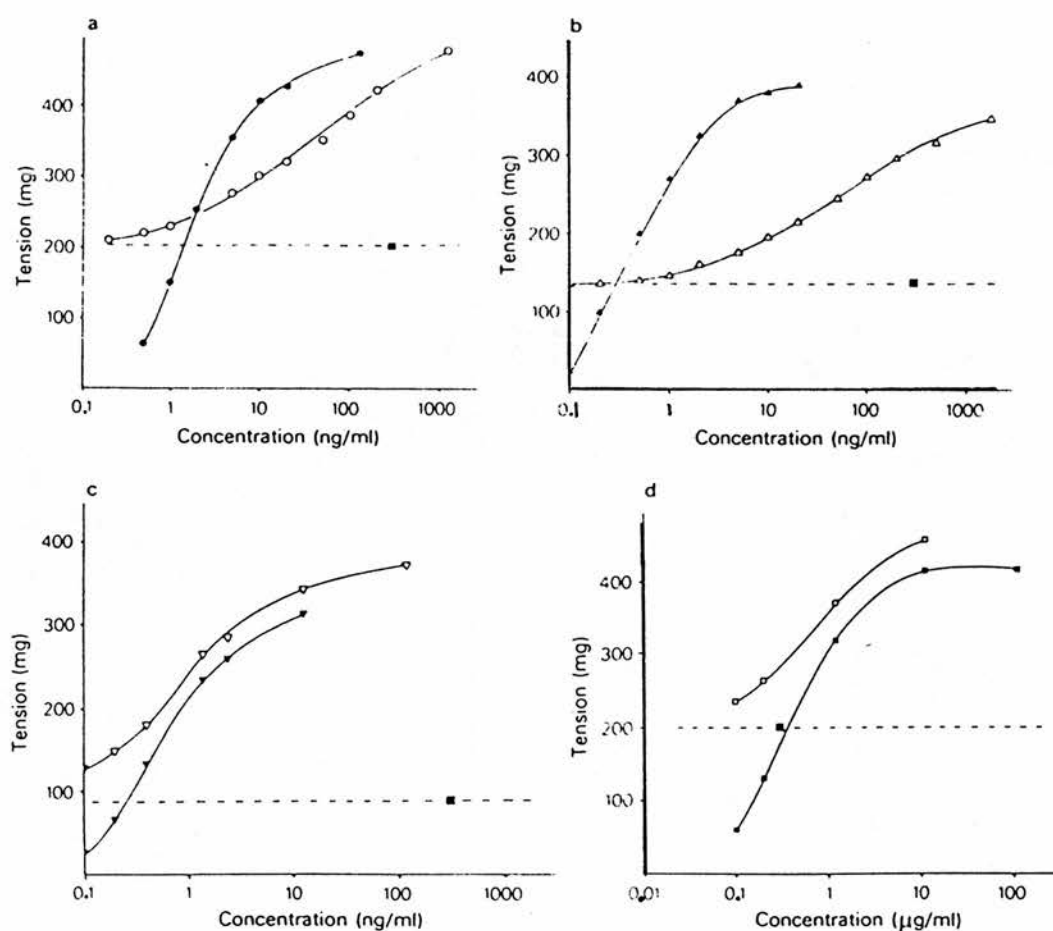 a
400
300
200
100
Tension (mg)
0.1 1 10 100 1000
Concentration (ng/ml)
b
400
300
200
100
Tension (mg)
0.1 1 10 100 1000
Concentration (ng/ml)
c
400
300
200
100
Tension (mg)
0.1 1 10 100 1000
Concentration (ng/ml)
d
400
300
200
100
Tension (mg)
0.01 0.1 1 10 100
Concentration (μg/ml)